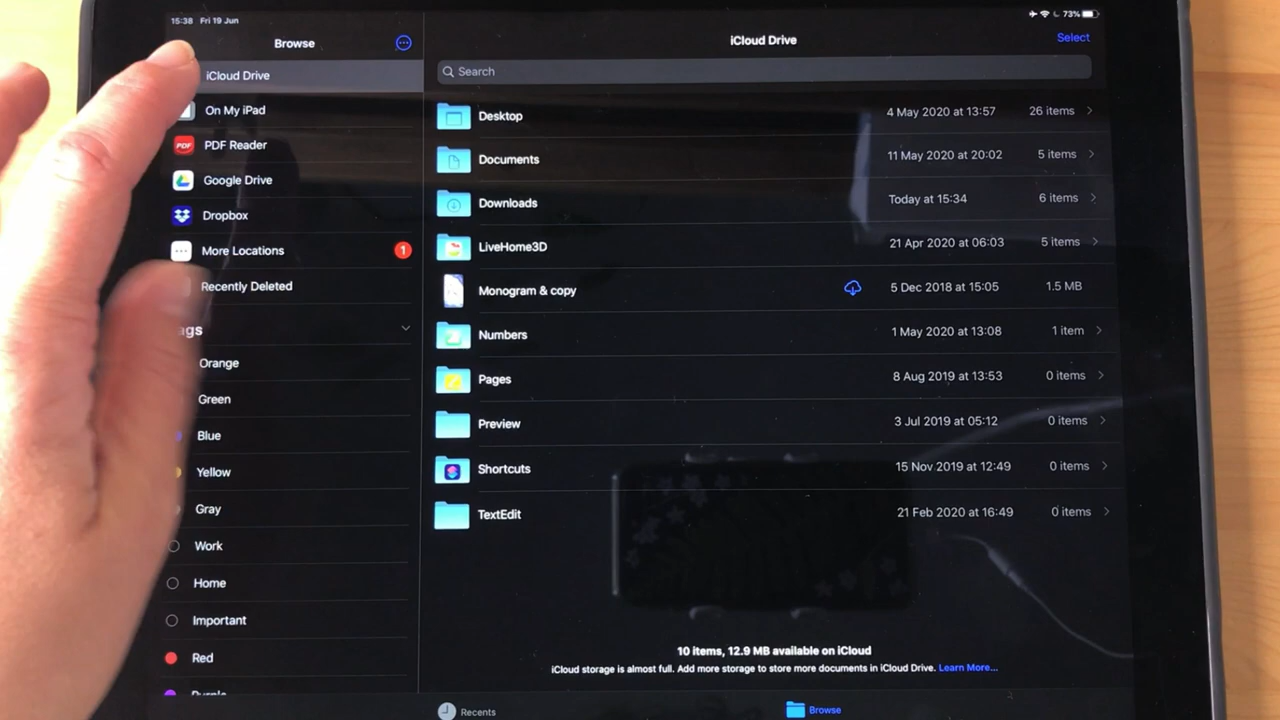 15:38 Fri 19 Jun
73%
Browse
iCloud Drive
On My iPad
PDF
PDF Reader
Google Drive
Dropbox
More Locations 1
Recently Deleted
ags
Orange
Green
Blue
Yellow
Gray
Work
Home
Important
Red
Purple
iCloud Drive
Select
Search
Desktop 4 May 2020 at 13:57 26 items
Documents 11 May 2020 at 20:02 5 items
Downloads Today at 15:34 6 items
LiveHome3D 21 Apr 2020 at 06:03 5 items
Monogram & copy 5 Dec 2018 at 15:05 1.5 MB
Numbers 1 May 2020 at 13:08 1 item
Pages 8 Aug 2019 at 13:53 0 items
Preview 3 Jul 2019 at 05:12 0 items
Shortcuts 15 Nov 2019 at 12:49 0 items
TextEdit 21 Feb 2020 at 16:49 0 items
10 items, 12.9 MB available on iCloud
iCloud storage is almost full. Add more storage to store more documents in iCloud Drive. Learn More...
Recents
Browse